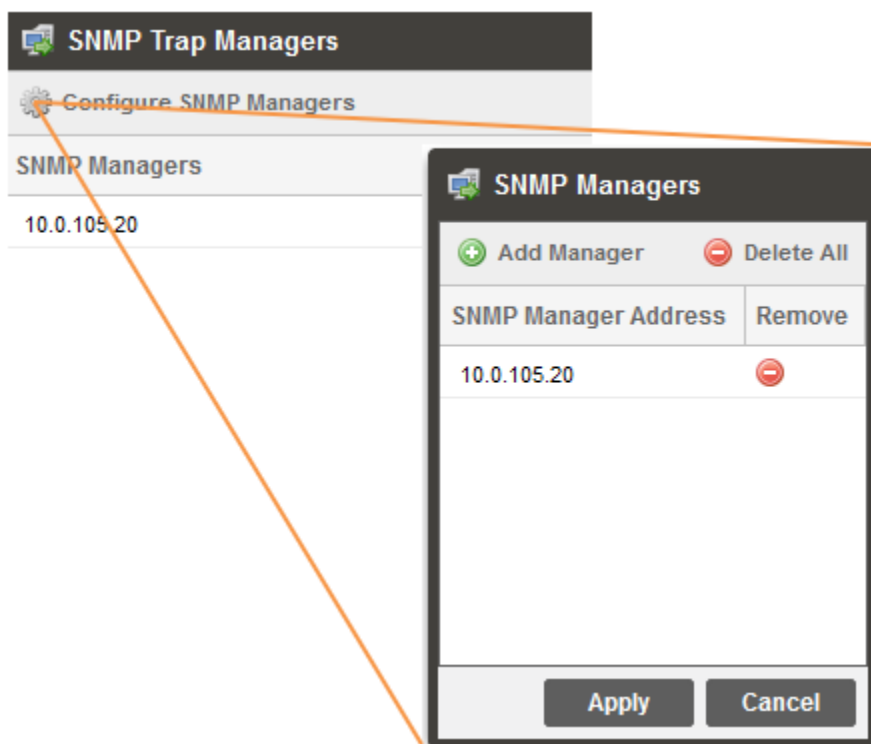 SNMP Trap Managers
Configure SNMP Managers
SNMP Managers
10.0.105.20
SNMP Managers
Add Manager Delete All
SNMP Manager Address Remove
10.0.105.20
Apply Cancel